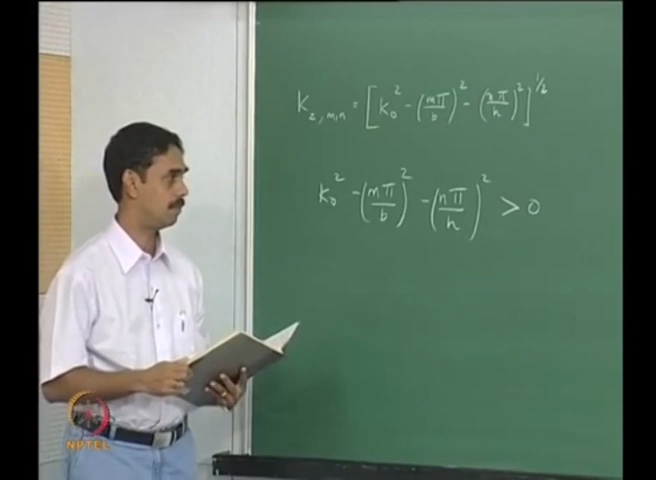 K_{z,min} = [k_0^2 - (mπ/b)^2 - (nπ/h)^2]^{1/2}
k_0^2 - (mπ/b)^2 - (nπ/h)^2 > 0
NPTEL